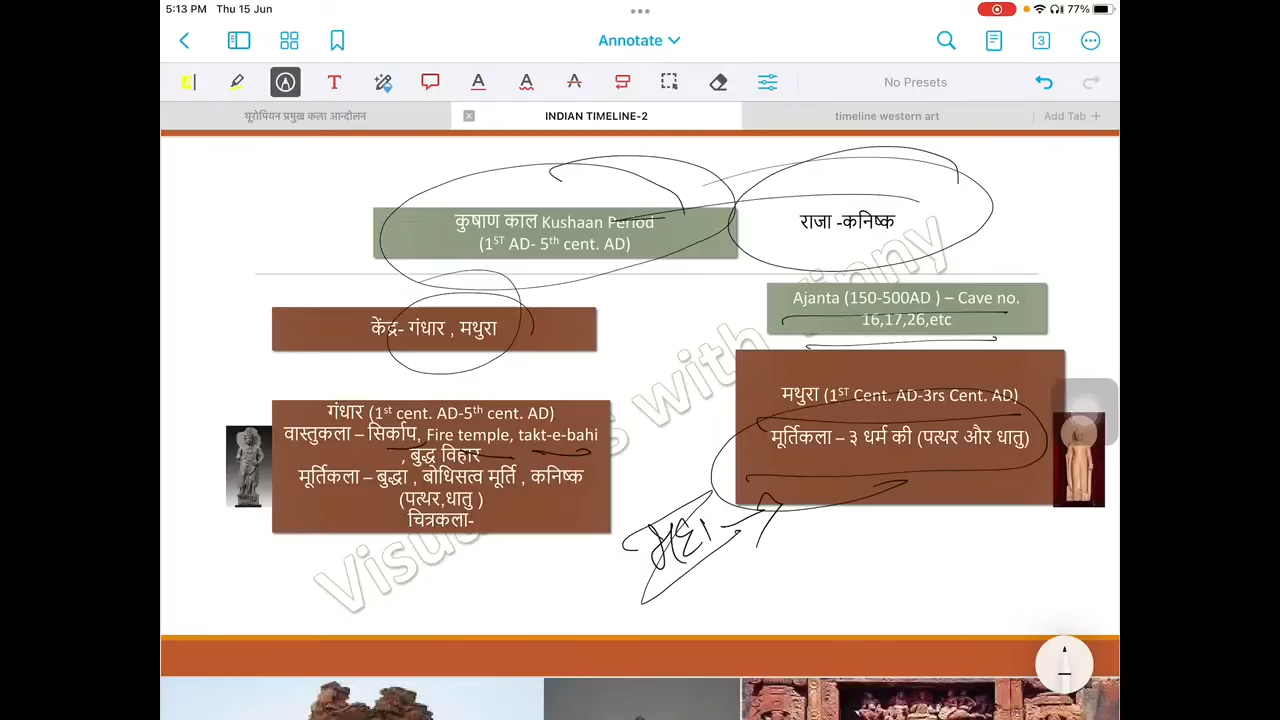 5:13 PM Thu 15 Jun
77%
Annotate
3
No Presets
यूरोपियन प्रमुख कला आन्दोलन
INDIAN TIMELINE-2
timeline western art
Add Tab +
कुषाण काल Kushaan Period
(1ST AD- 5th cent. AD)
राजा -कनिष्क
केंद्र- गंधार , मथुरा
Ajanta (150-500AD ) – Cave no.
16,17,26,etc
गंधार (1st cent. AD-5th cent. AD)
वास्तुकला – सिर्काप, Fire temple, takt-e-bahi
, बुद्ध विहार
मूर्तिकला – बुद्धा , बोधिसत्व मूर्ति , कनिष्क
(पत्थर,धातु )
चित्रकला-
मथुरा (1ST Cent. AD-3rs Cent. AD)
मूर्तिकला – ३ धर्म की (पत्थर और धातु)